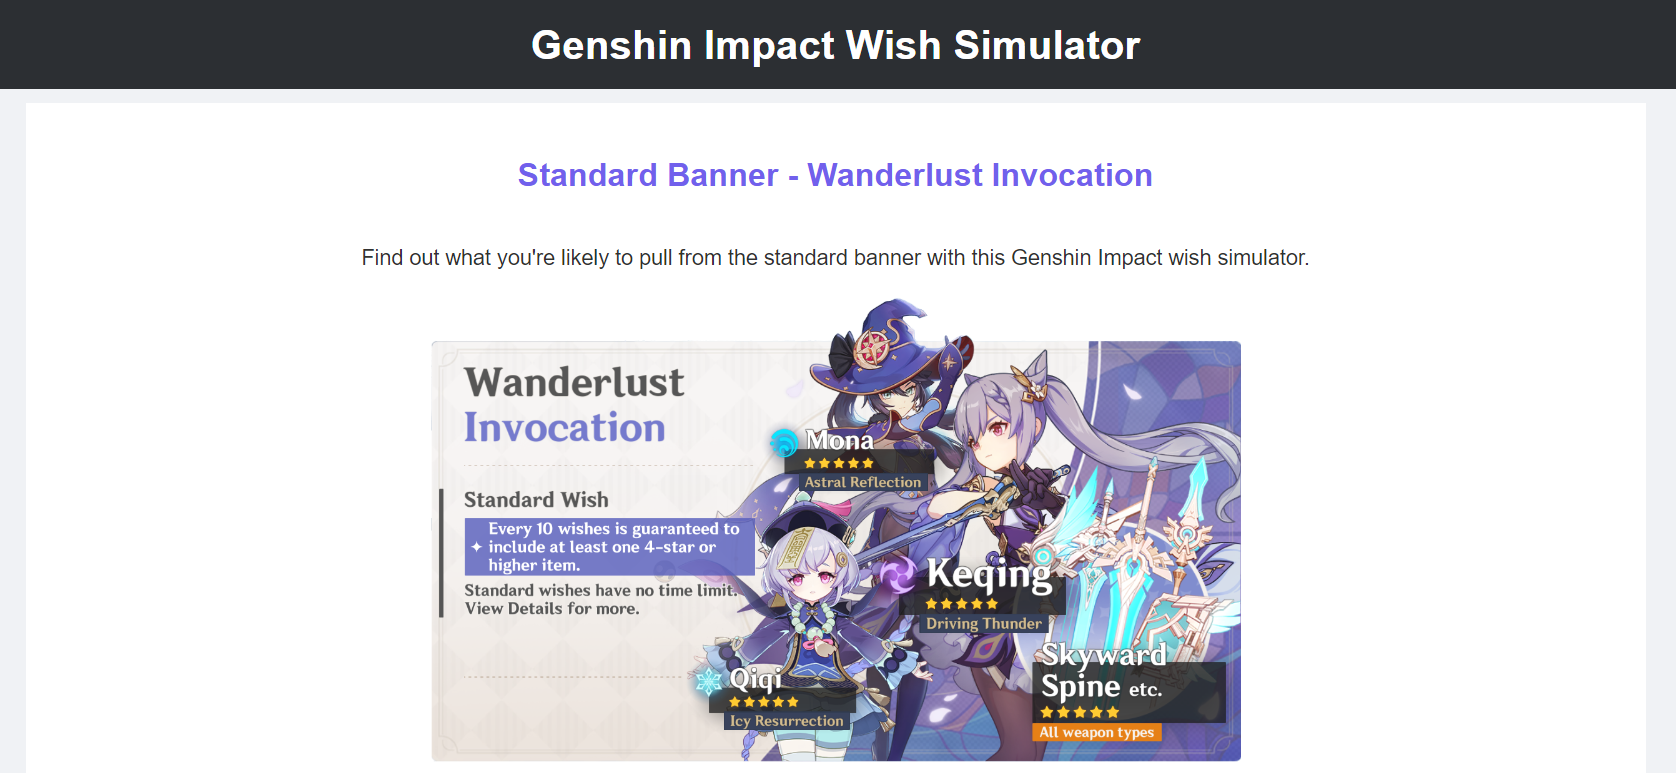 Genshin Impact Wish Simulator
Standard Banner - Wanderlust Invocation
Find out what you're likely to pull from the standard banner with this Genshin Impact wish simulator.
Wanderlust
Invocation
Standard Wish
Every 10 wishes is guaranteed to
include at least one 4-star or
higher item.
Standard wishes have no time limit.
View Details for more.
Mona
Astral Reflection
Keqing
Driving Thunder
Qiqi
Icy Resurrection
Skyward
Spine etc.
All weapon types